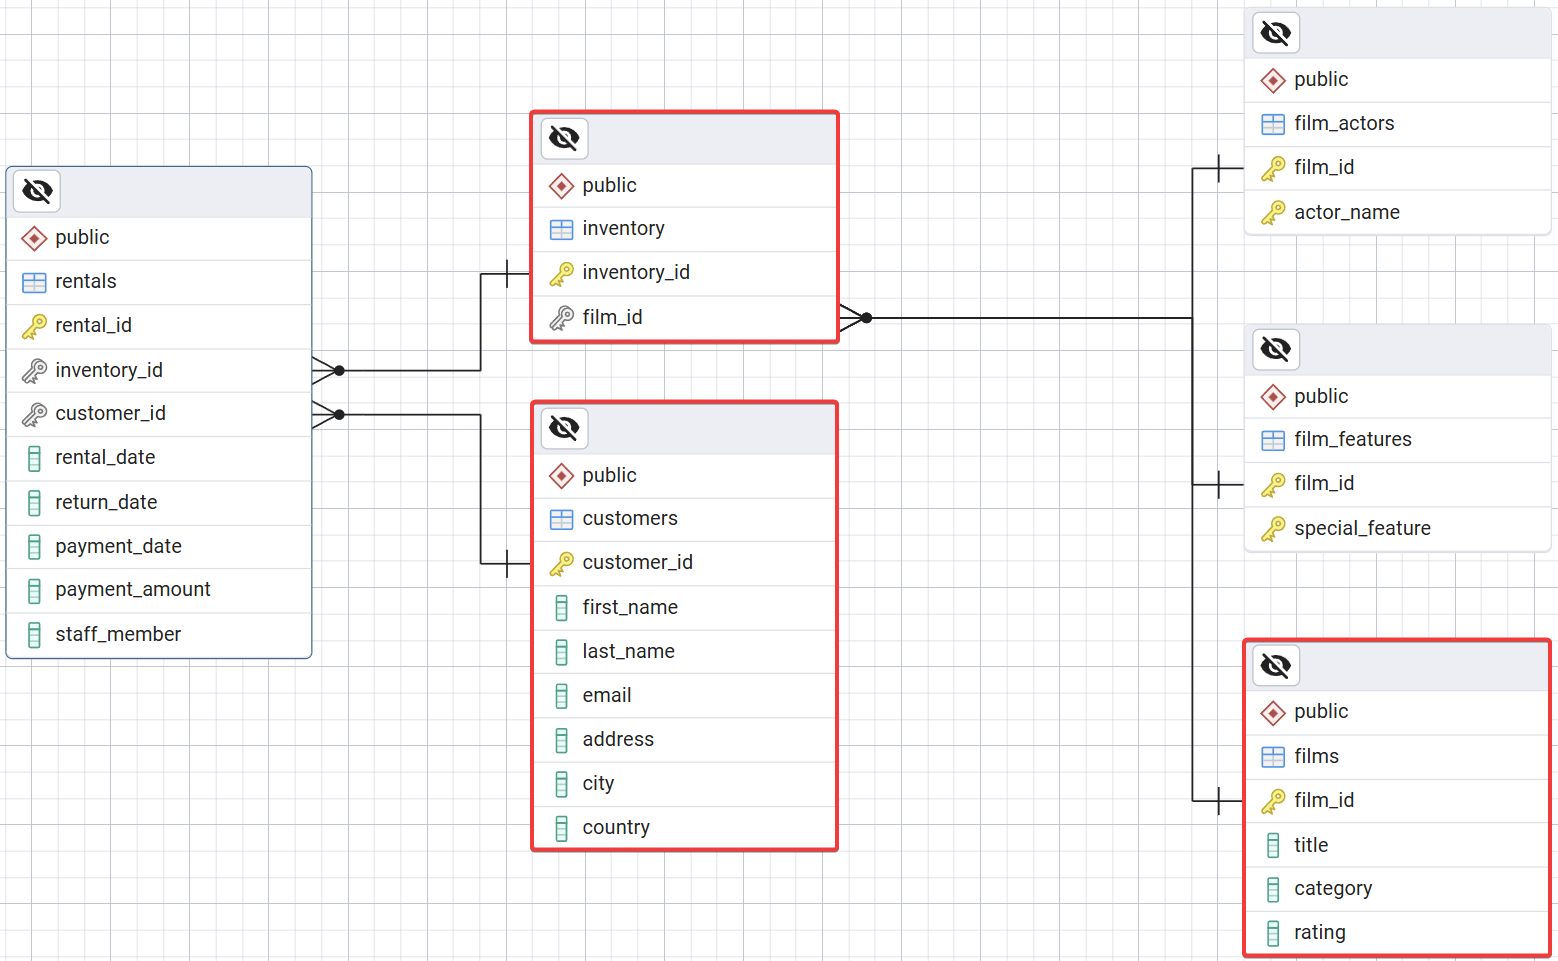 public
rentals
rental_id
inventory_id
customer_id
rental_date
return_date
payment_date
payment_amount
staff_member
public
inventory
inventory_id
film_id
public
customers
customer_id
first_name
last_name
email
address
city
country
public
film_actors
film_id
actor_name
public
film_features
film_id
special_feature
public
films
film_id
title
category
rating